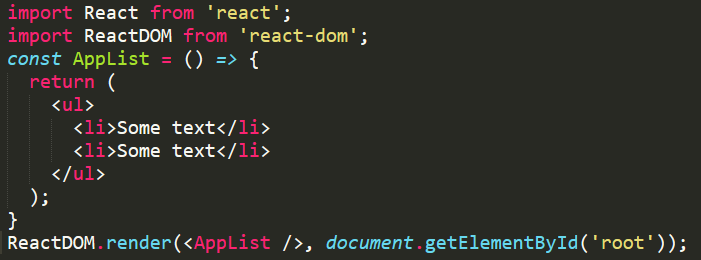 import React from 'react';
import ReactDOM from 'react-dom';
const AppList = () => {
  return (
    <ul>
      <li>Some text</li>
      <li>Some text</li>
    </ul>
  );
}
ReactDOM.render(<AppList />, document.getElementById('root'));